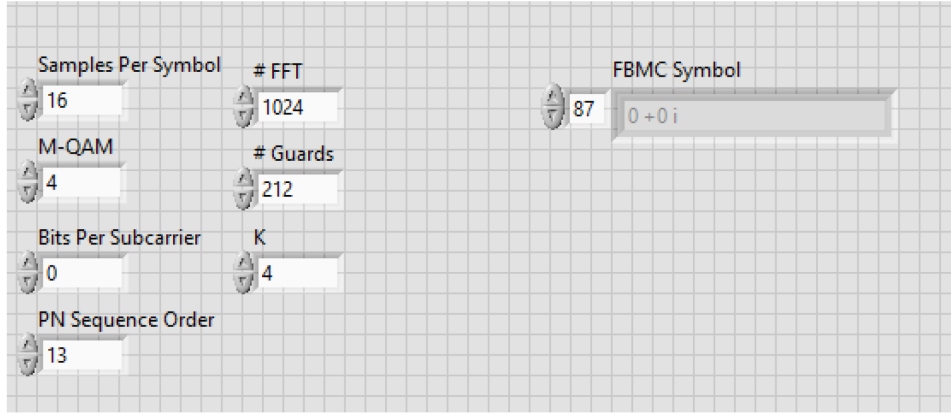 Samples Per Symbol
16
# FFT
1024
FBMC Symbol
87
0 +0 i
M-QAM
4
# Guards
212
Bits Per Subcarrier
0
K
4
PN Sequence Order
13